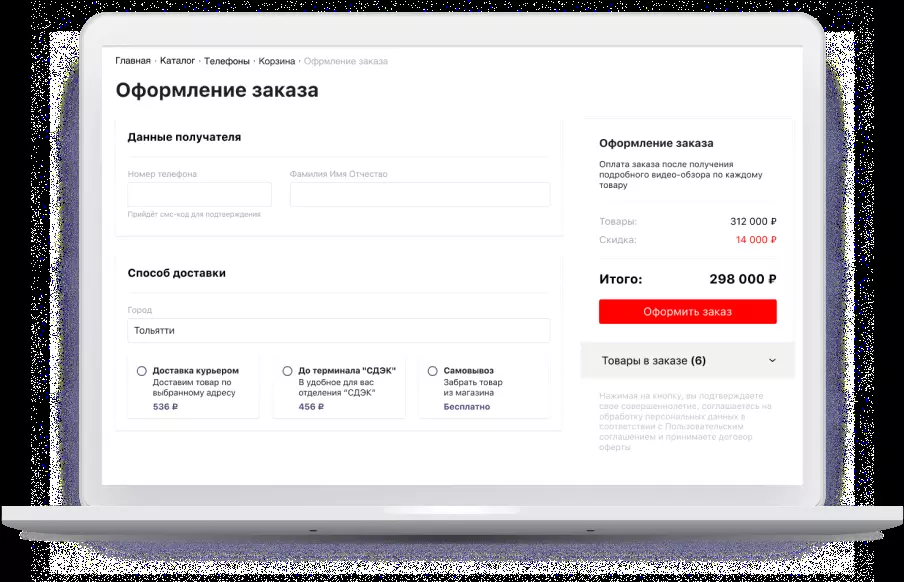 Главная · Каталог · Телефоны · Корзина · Офрмление заказа
Оформление заказа
Данные получателя
Номер телефона
Фамилия Имя Отчество
Прийдёт смс-код для подтверждения
Способ доставки
Город
Тольятти
Доставка курьером
Доставим товар по
выбранному адресу
536 ₽
До терминала "СДЭК"
В удобное для вас
отделения "СДЭК"
456 ₽
Самовывоз
Забрать товар
из магазина
Бесплатно
Оформление заказа
Оплата заказа после получения
подробного видео-обзора по каждому
товару
Товары: 312 000 ₽
Скидка: 14 000 ₽
Итого: 298 000 ₽
Оформить заказ
Товары в заказе (6)
Нажимая на кнопку, вы подтверждаете
свое совершеннолетие, соглашаетесь на
обработку персональных данных в
соответствии с Пользовательским
соглашением и принимаете договор
оферты